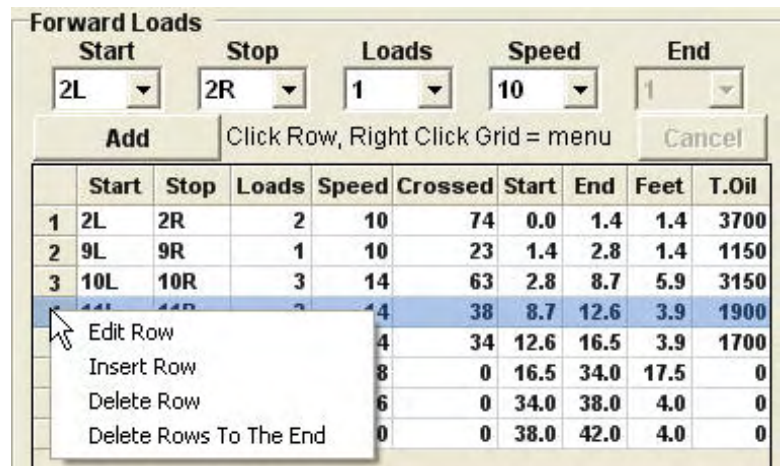 Forward Loads
Start Stop Loads Speed End
2L 2R 1 10 1
Add Click Row, Right Click Grid = menu Cancel
Start Stop Loads Speed Crossed Start End Feet T.Oil
1 2L 2R 2 10 74 0.0 1.4 1.4 3700
2 9L 9R 1 10 23 1.4 2.8 1.4 1150
3 10L 10R 3 14 63 2.8 8.7 5.9 3150
38 8.7 12.6 3.9 1900
Edit Row
4 34 12.6 16.5 3.9 1700
Insert Row
8 0 16.5 34.0 17.5 0
Delete Row
6 0 34.0 38.0 4.0 0
Delete Rows To The End
0 0 38.0 42.0 4.0 0